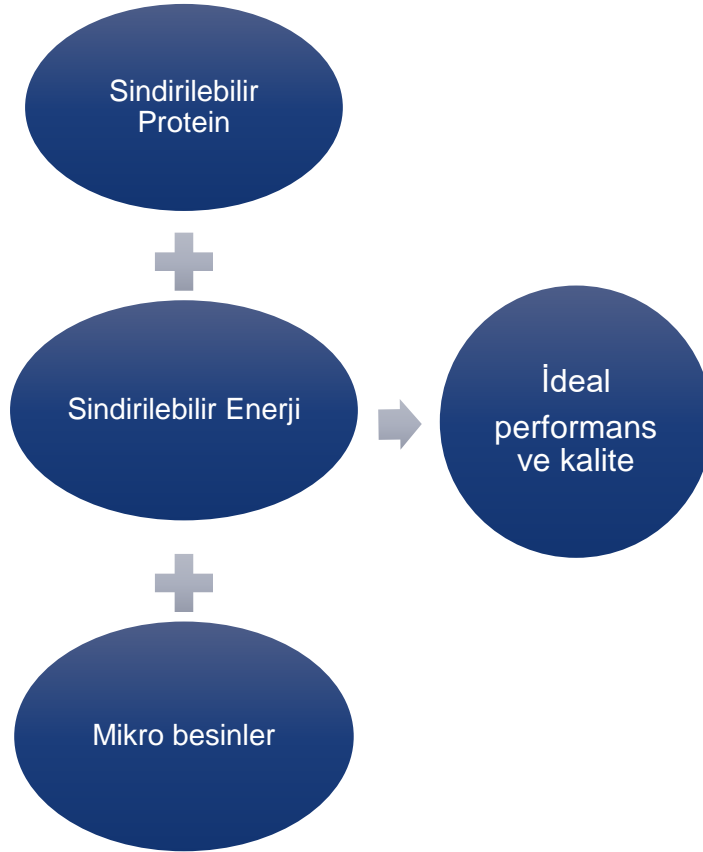 Sindirilebilir
Protein
Sindirilebilir Enerji
İdeal
performans
ve kalite
Mikro besinler